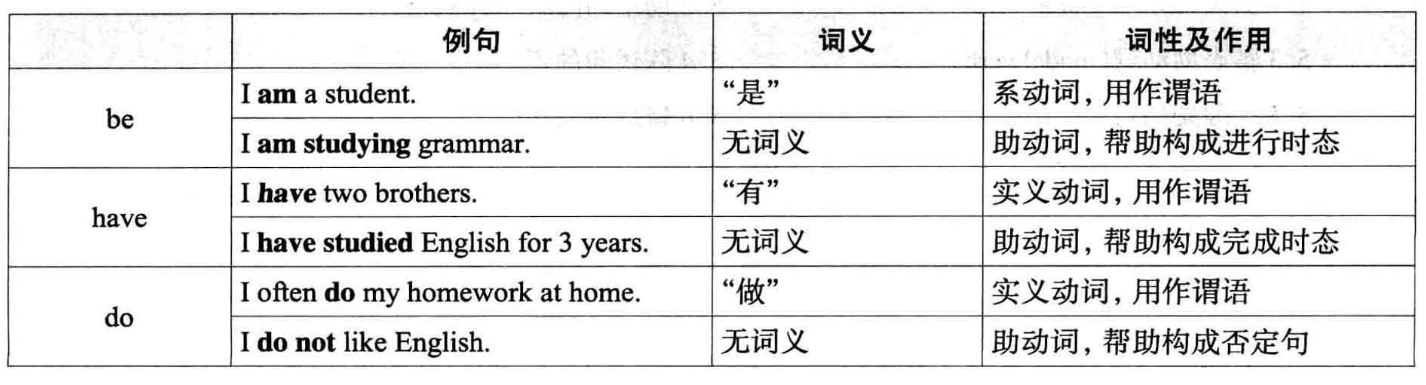 例句 词义 词性及作用
be
I am a student. “是” 系动词，用作谓语
I am studying grammar. 无词义 助动词，帮助构成进行时态
have
I have two brothers. “有” 实义动词，用作谓语
I have studied English for 3 years. 无词义 助动词，帮助构成完成时态
do
I often do my homework at home. “做” 实义动词，用作谓语
I do not like English. 无词义 助动词，帮助构成否定句